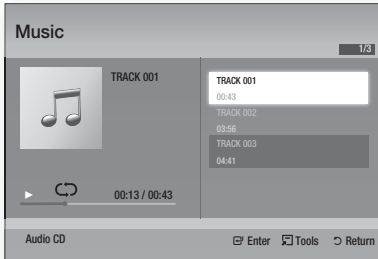 Music
1/3
TRACK 001
00:13 / 00:43
TRACK 001
00:43
TRACK 002
03:56
TRACK 003
04:41
Audio CD
Enter Tools Return